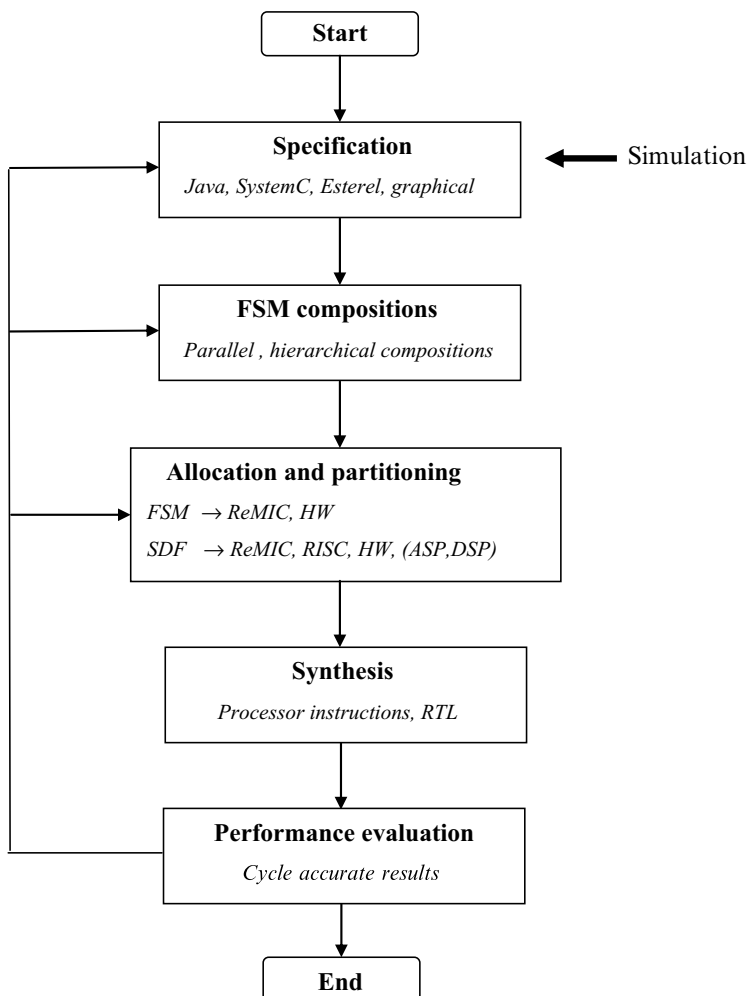 Start
Specification
Java, SystemC, Esterel, graphical
Simulation
FSM compositions
Parallel , hierarchical compositions
Allocation and partitioning
FSM → ReMIC, HW
SDF → ReMIC, RISC, HW, (ASP,DSP)
Synthesis
Processor instructions, RTL
Performance evaluation
Cycle accurate results
End